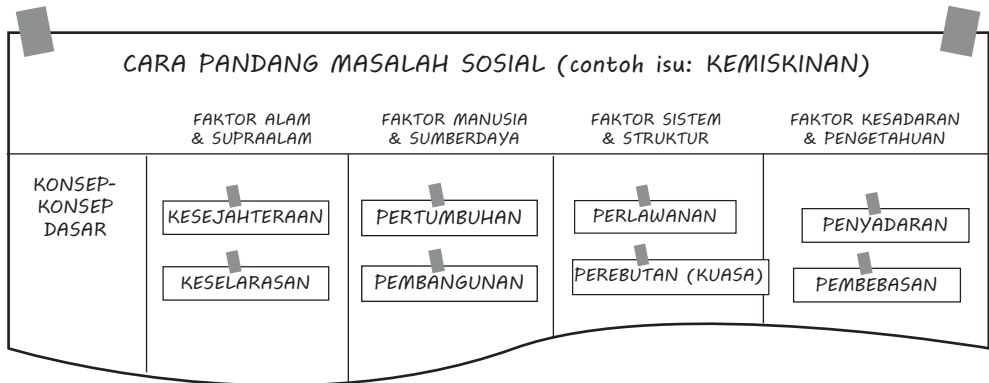 CARA PANDANG MASALAH SOSIAL (contoh isu: KEMISKINAN)
FAKTOR ALAM
& SUPRAALAM
FAKTOR MANUSIA
& SUMBERDAYA
FAKTOR SISTEM
& STRUKTUR
FAKTOR KESADARAN
& PENGETAHUAN
KONSEP-
KONSEP
DASAR
KESEJAHTERAAN
KESELARASAN
PERTUMBUHAN
PEMBANGUNAN
PERLAWANAN
PEREBUTAN (KUASA)
PENYADARAN
PEMBEBASAN